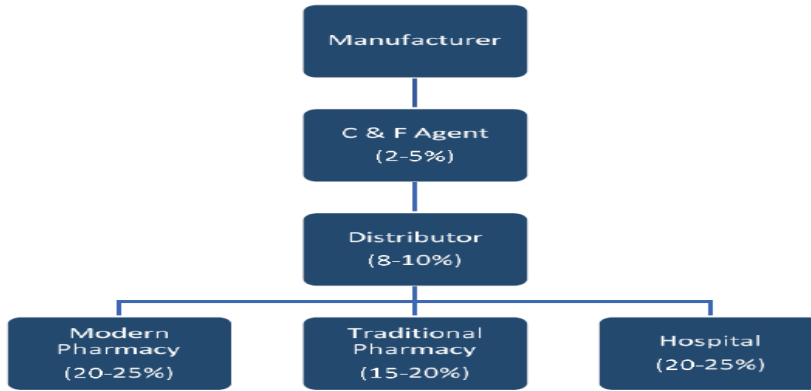 Manufacturer
C & F Agent
(2-5%)
Distributor
(8-10%)
Modern
Pharmacy
(20-25%)
Traditional
Pharmacy
(15-20%)
Hospital
(20-25%)